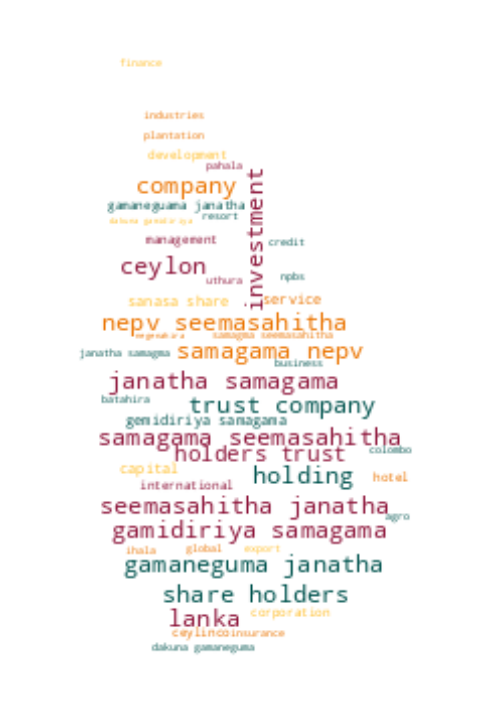 finance
industries
plantation
development
pahala
company
investment
gamaneguama janatha
resort
dakuna gamidiriya
management
credit
ceylon
npbs
uthura
sanasa share
service
nepv seemasahitha
samagma seemasahitha
samagama nepv
janatha samagma
business
janatha samagama
batahira
trust company
gemidiriya samagama
samagama seemasahitha
colombo
holders trust
capital
holding
hotel
international
seemasahitha janatha
agro
gamidiriya samagama
ihala
global
export
gamaneguma janatha
share holders
corporation
lanka
ceylinco
insurance
dakuna gamaneguma